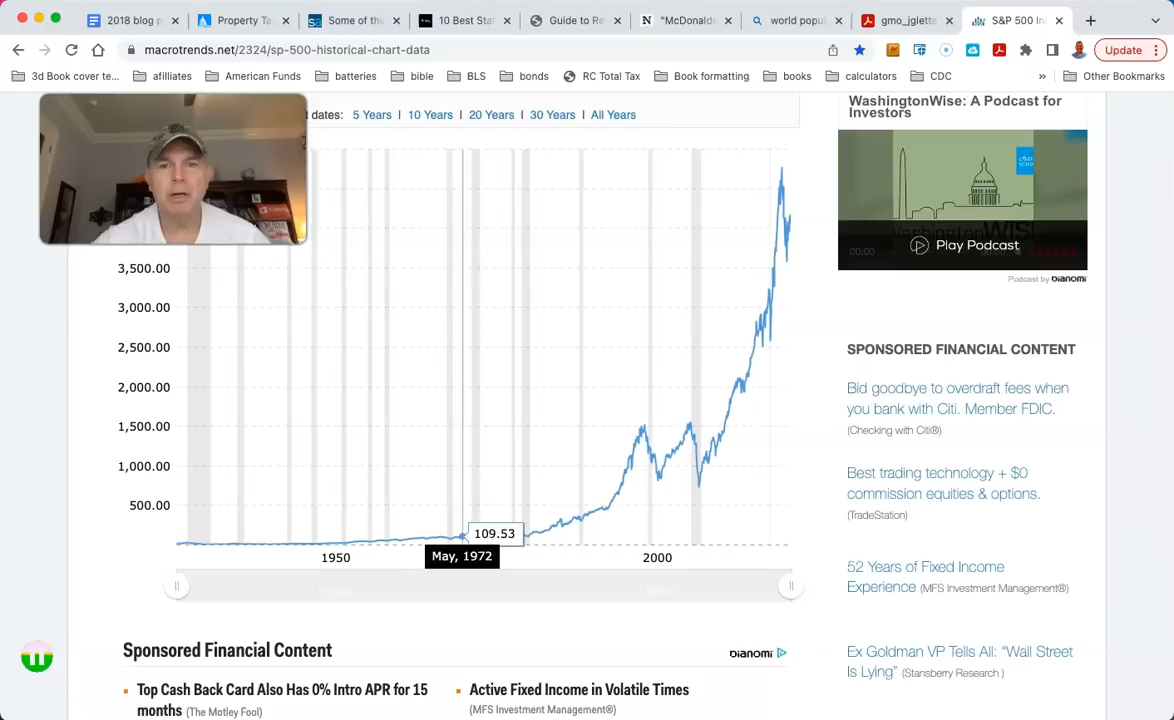 2018 blog p
Property Ta
Some of the
10 Best Stal
Guide to Re
"McDonald
world popul
gmo_jglette
S&P 500 In
macrotrends.net/2324/sp-500-historical-chart-data
Update
3d Book cover te...
afilliates
American Funds
batteries
bible
BLS
bonds
RC Total Tax
Book formatting
books
calculators
CDC
»
Other Bookmarks
t dates: 5 Years | 10 Years | 20 Years | 30 Years | All Years
3,500.00
3,000.00
2,500.00
2,000.00
1,500.00
1,000.00
500.00
109.53
May, 1972
1950
2000
WashingtonWise: A Podcast for
Investors
Play Podcast
00:00
Podcast by Dianomi
SPONSORED FINANCIAL CONTENT
Bid goodbye to overdraft fees when
you bank with Citi. Member FDIC.
(Checking with Citi®)
Best trading technology + $0
commission equities & options.
(TradeStation)
52 Years of Fixed Income
Experience (MFS Investment Management®)
Ex Goldman VP Tells All: “Wall Street
Is Lying” (Stansberry Research )
Sponsored Financial Content
Dianomi
Top Cash Back Card Also Has 0% Intro APR for 15
months (The Motley Fool)
Active Fixed Income in Volatile Times
(MFS Investment Management®)